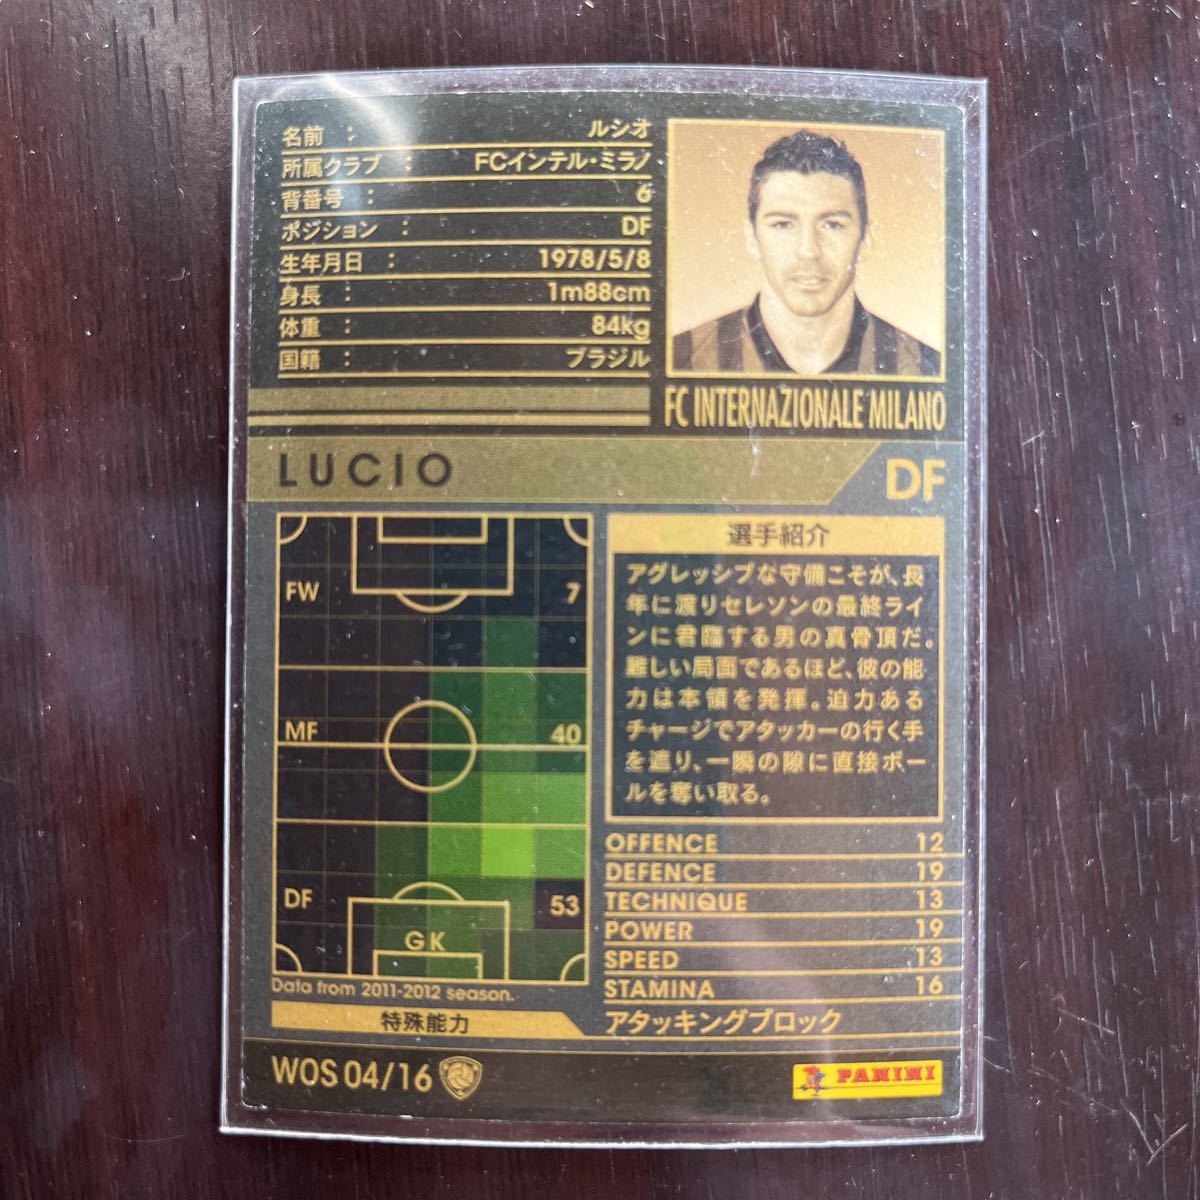 名前 : ルシオ
所属クラブ : FCインテル・ミラノ
背番号 : 6
ポジション : DF
生年月日 : 1978/5/8
身長 : 1m88cm
体重 : 84kg
国籍 : ブラジル
FC INTERNAZIONALE MILANO
LUCIO
DF
FW 7
MF 40
DF 53
GK
Data from 2011-2012 season.
選手紹介
アグレッシブな守備こそが、長
年に渡りセレソンの最終ライ
ンに君臨する男の真骨頂だ。
難しい局面であるほど、彼の能
力は本領を発揮。迫力ある
チャージでアタッカーの行く手
を遮り、一瞬の隙に直接ボー
ルを奪い取る。
OFFENCE 12
DEFENCE 19
TECHNIQUE 13
POWER 19
SPEED 13
STAMINA 16
特殊能力
アタッキングブロック
WOS 04/16
PANINI